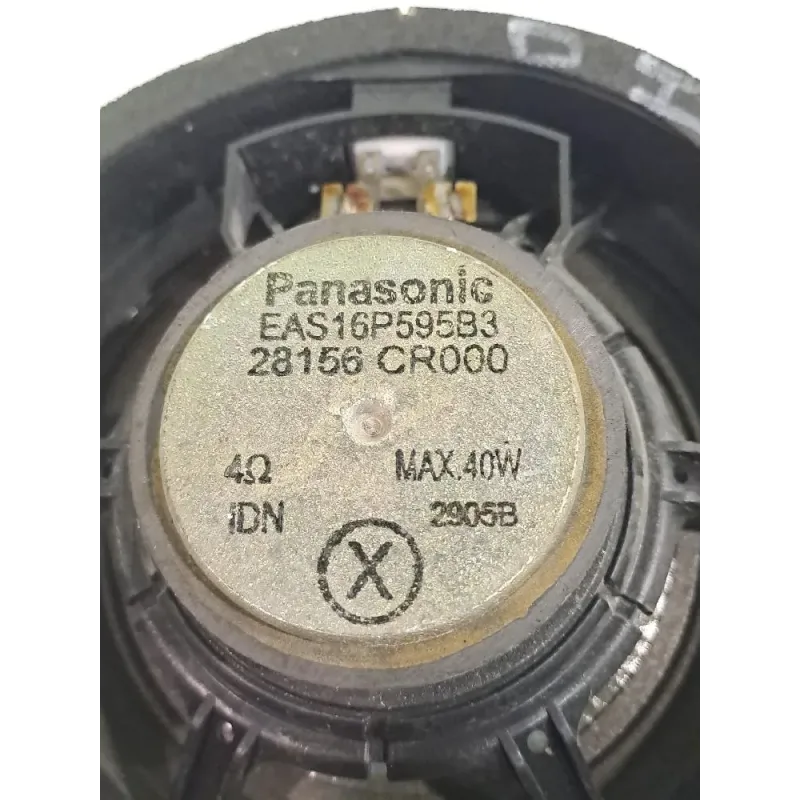 Panasonic
EAS16P595B3
28156 CR000
4Ω MAX.40W
IDN 2905B
X